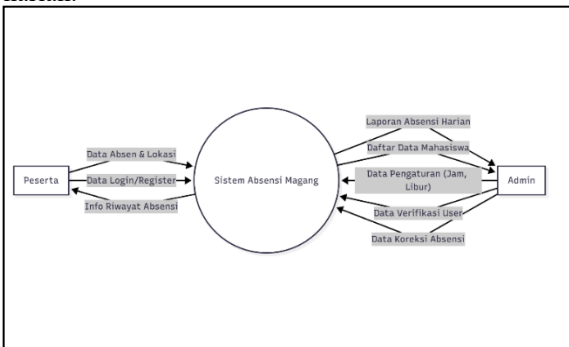 Peserta
Data Absen & Lokasi
Data Login/Register
Info Riwayat Absensi
Sistem Absensi Magang
Laporan Absensi Harian
Daftar Data Mahasiswa
Data Pengaturan (Jam,
Libur)
Data Verifikasi User
Data Koreksi Absensi
Admin